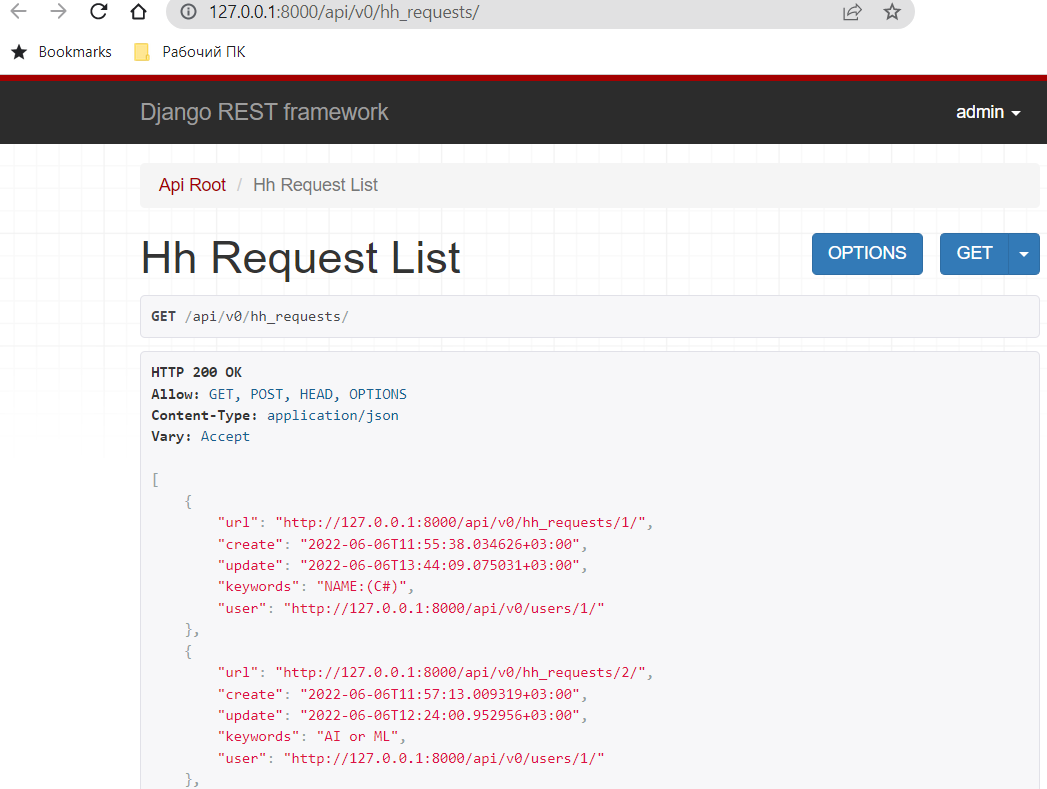 127.0.0.1:8000/api/v0/hh_requests/
Bookmarks Рабочий ПК
Django REST framework admin
Api Root / Hh Request List
Hh Request List OPTIONS GET
GET /api/v0/hh_requests/
HTTP 200 OK
Allow: GET, POST, HEAD, OPTIONS
Content-Type: application/json
Vary: Accept
[
{
"url": "http://127.0.0.1:8000/api/v0/hh_requests/1/",
"create": "2022-06-06T11:55:38.034626+03:00",
"update": "2022-06-06T13:44:09.075031+03:00",
"keywords": "NAME:(C#)",
"user": "http://127.0.0.1:8000/api/v0/users/1/"
},
{
"url": "http://127.0.0.1:8000/api/v0/hh_requests/2/",
"create": "2022-06-06T11:57:13.009319+03:00",
"update": "2022-06-06T12:24:00.952956+03:00",
"keywords": "AI or ML",
"user": "http://127.0.0.1:8000/api/v0/users/1/"
},